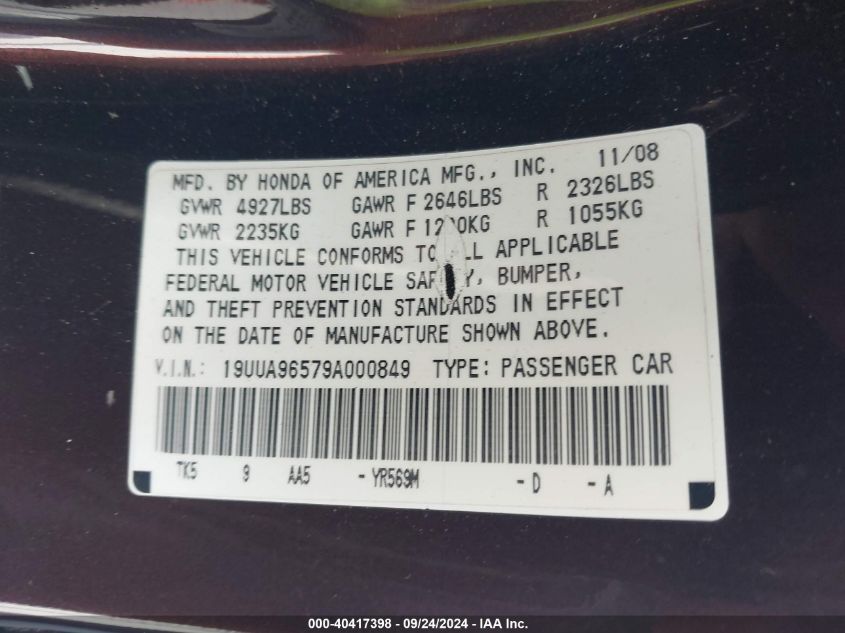 MFD. BY HONDA OF AMERICA MFG., INC. 11/08
GVWR 4927LBS GAWR F 2646LBS R 2326LBS
GVWR 2235KG GAWR F R 1055KG
THIS VEHICLE CONFORMS APPLICABLE
FEDERAL MOTOR VEHICLE BUMPER,
AND THEFT PREVENTION STANDARDS IN EFFECT
ON THE DATE OF MANUFACTURE SHOWN ABOVE.
V.I.N.: 19UUA96579A000849 TYPE: PASSENGER CAR
TK5 9 AA5 -YR569M -D -A
000-40417398 - 09/24/2024 - IAA Inc.